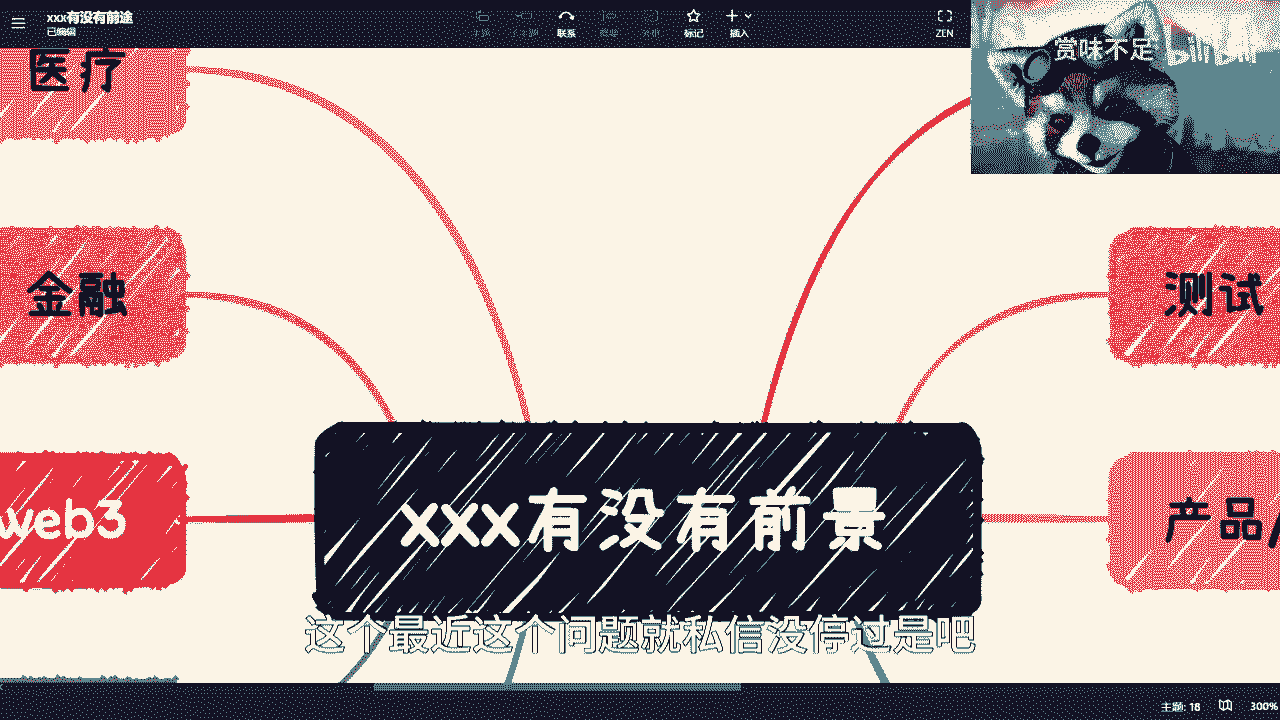 xxx有没有前途
已编辑
联系
标记
插入
ZEN
赏味不足
bilibili
医疗
金融
测试
web3
xxx有没有前景
产品
这个最近这个问题就私信没停过是吧
主题: 18
300%